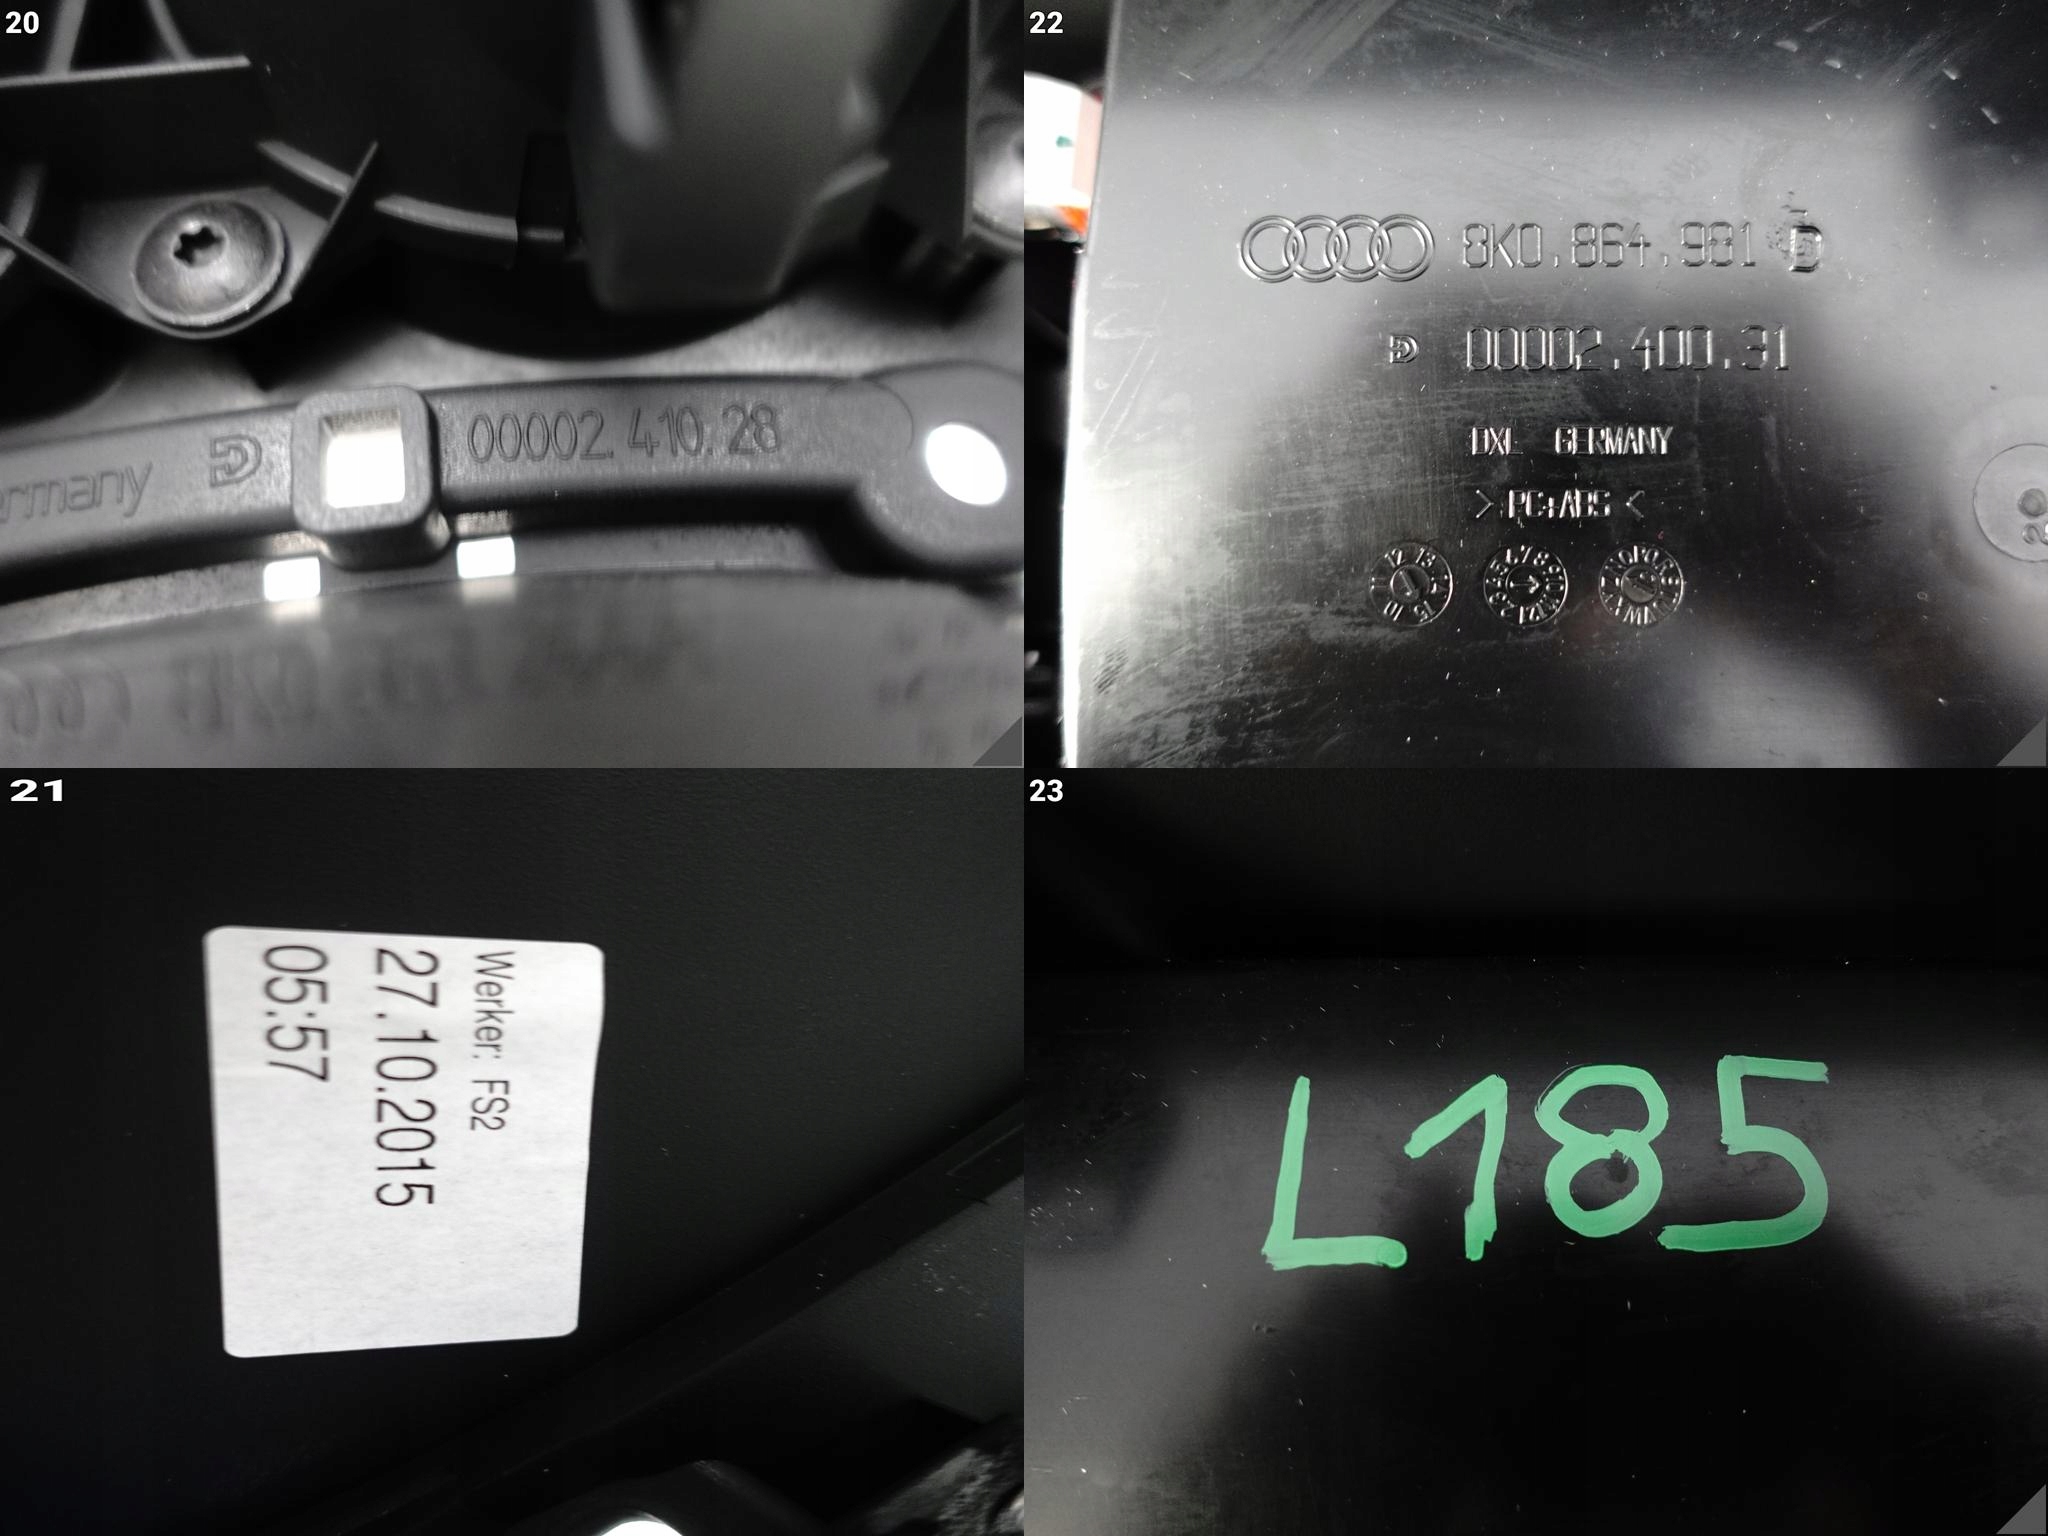 20
00002.410.28
22
8K0.864.981 D
00002.400.31
DXL GERMANY
>PC+ABS<
21
Werker: FS2
27.10.2015
05:57
23
L185